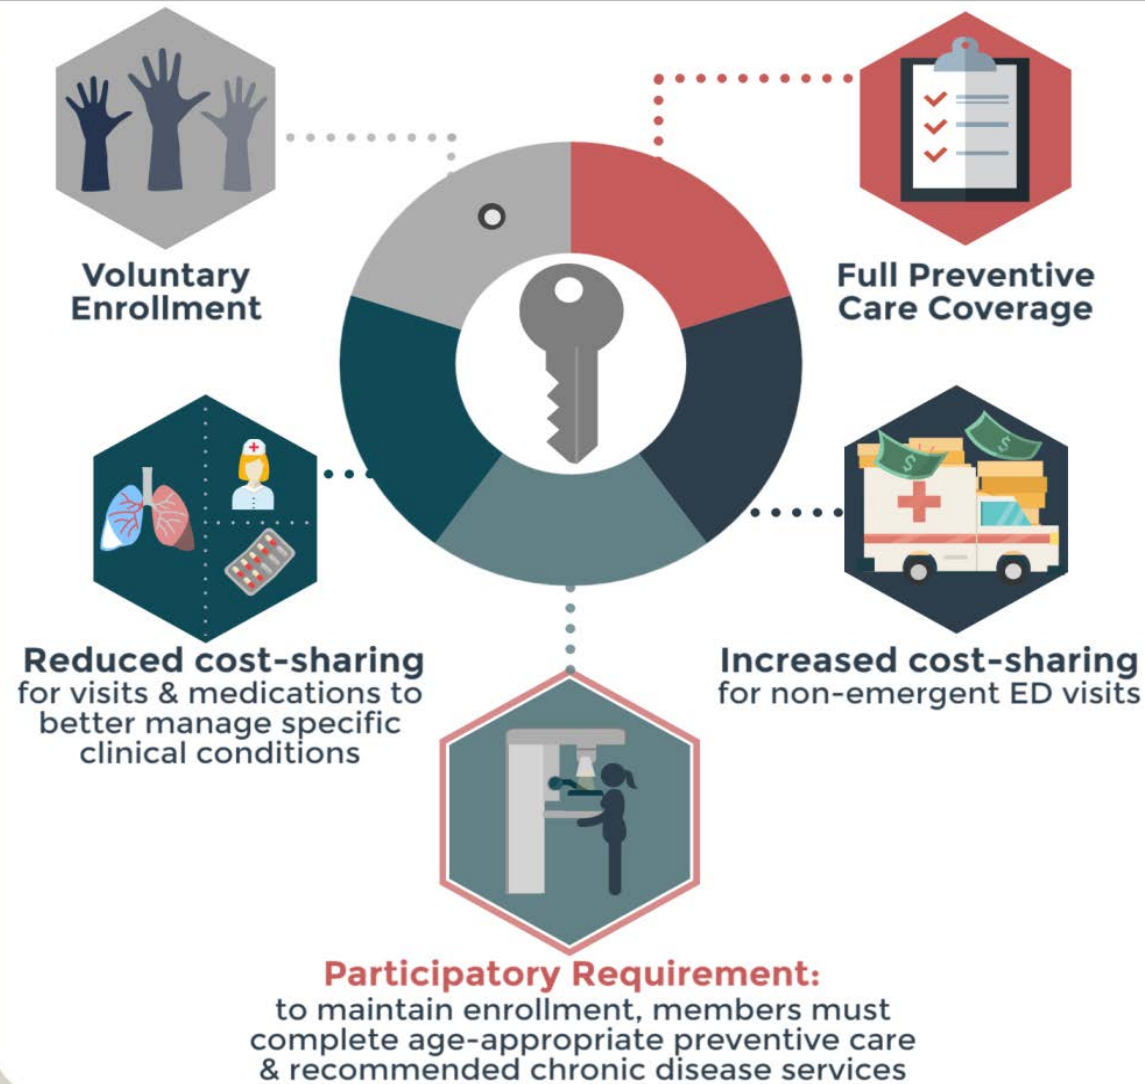 Voluntary
Enrollment
Full Preventive
Care Coverage
Reduced cost-sharing
for visits & medications to
better manage specific
clinical conditions
$
$
Increased cost-sharing
for non-emergent ED visits
Participatory Requirement:
to maintain enrollment, members must
complete age-appropriate preventive care
& recommended chronic disease services